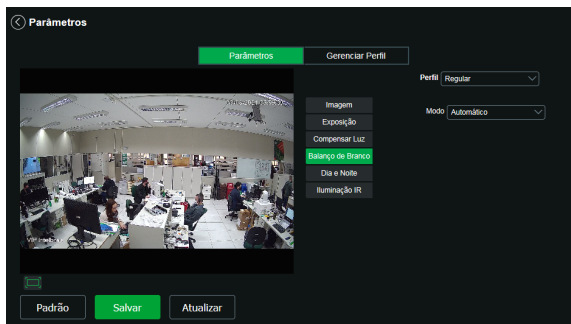 Parâmetros
Parâmetros
Gerenciar Perfil
Perfil
Regular
Modo
Automático
Imagem
Exposição
Compensar Luz
Balanço de Branco
Dia e Noite
Iluminação IR
Padrão
Salvar
Atualizar